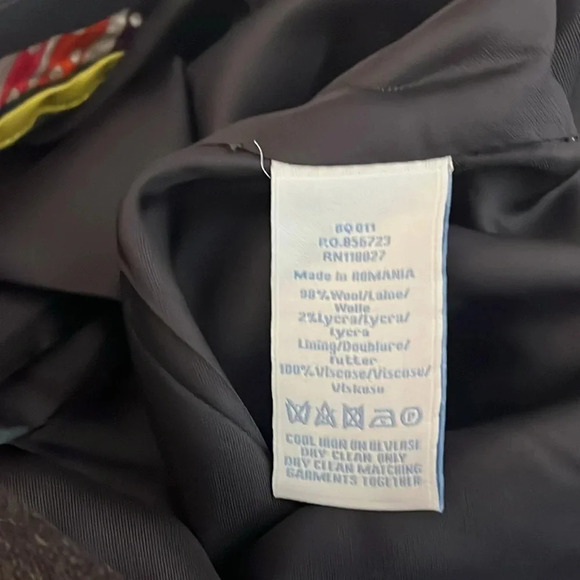 BQ 011
P.O.856723
RN118827
Made in ROMANIA
98% Wool/Laine/
Wolle
2%Lycra/Lycra/
Lycra
Lining/Doublure/
Futter
100%Viscose/Viscose/
Viskose
P
COOL IRON ON REVERSE
DRY CLEAN ONLY
DRY CLEAN MATCHING
GARMENTS TOGETHER